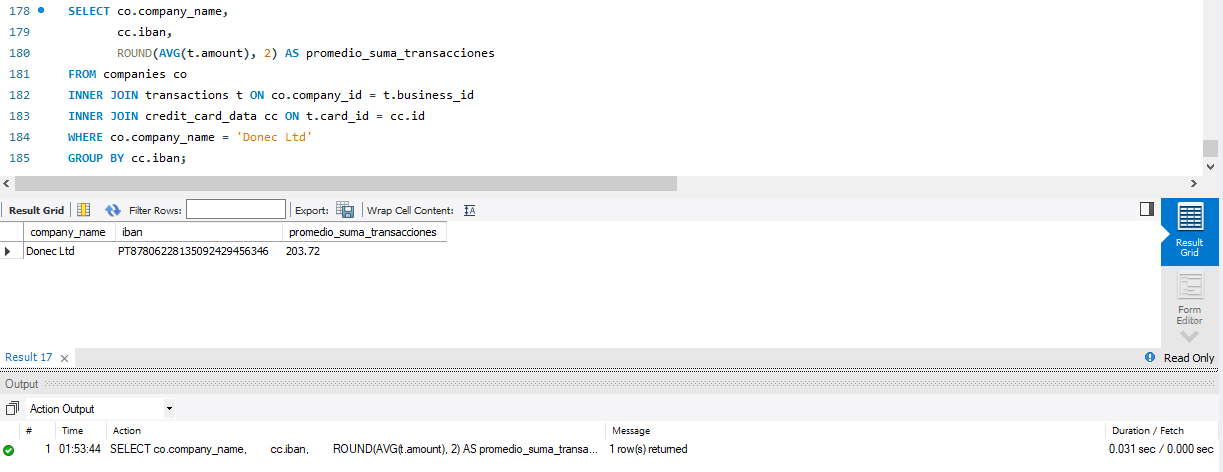 178 SELECT co.company_name,
179 cc.iban,
180 ROUND(AVG(t.amount), 2) AS promedio_suma_transacciones
181 FROM companies co
182 INNER JOIN transactions t ON co.company_id = t.business_id
183 INNER JOIN credit_card_data cc ON t.card_id = cc.id
184 WHERE co.company_name = 'Donec Ltd'
185 GROUP BY cc.iban;
Result Grid Filter Rows: Export: Wrap Cell Content:
company_name iban promedio_suma_transacciones
Donec Ltd PT87806228135092429456346 203.72
Result Grid
Form Editor
Result 17 Read Only
Output
Action Output
# Time Action Message Duration / Fetch
1 01:53:44 SELECT co.company_name, cc.iban, ROUND(AVG(t.amount), 2) AS promedio_suma_transa... 1 row(s) returned 0.031 sec / 0.000 sec